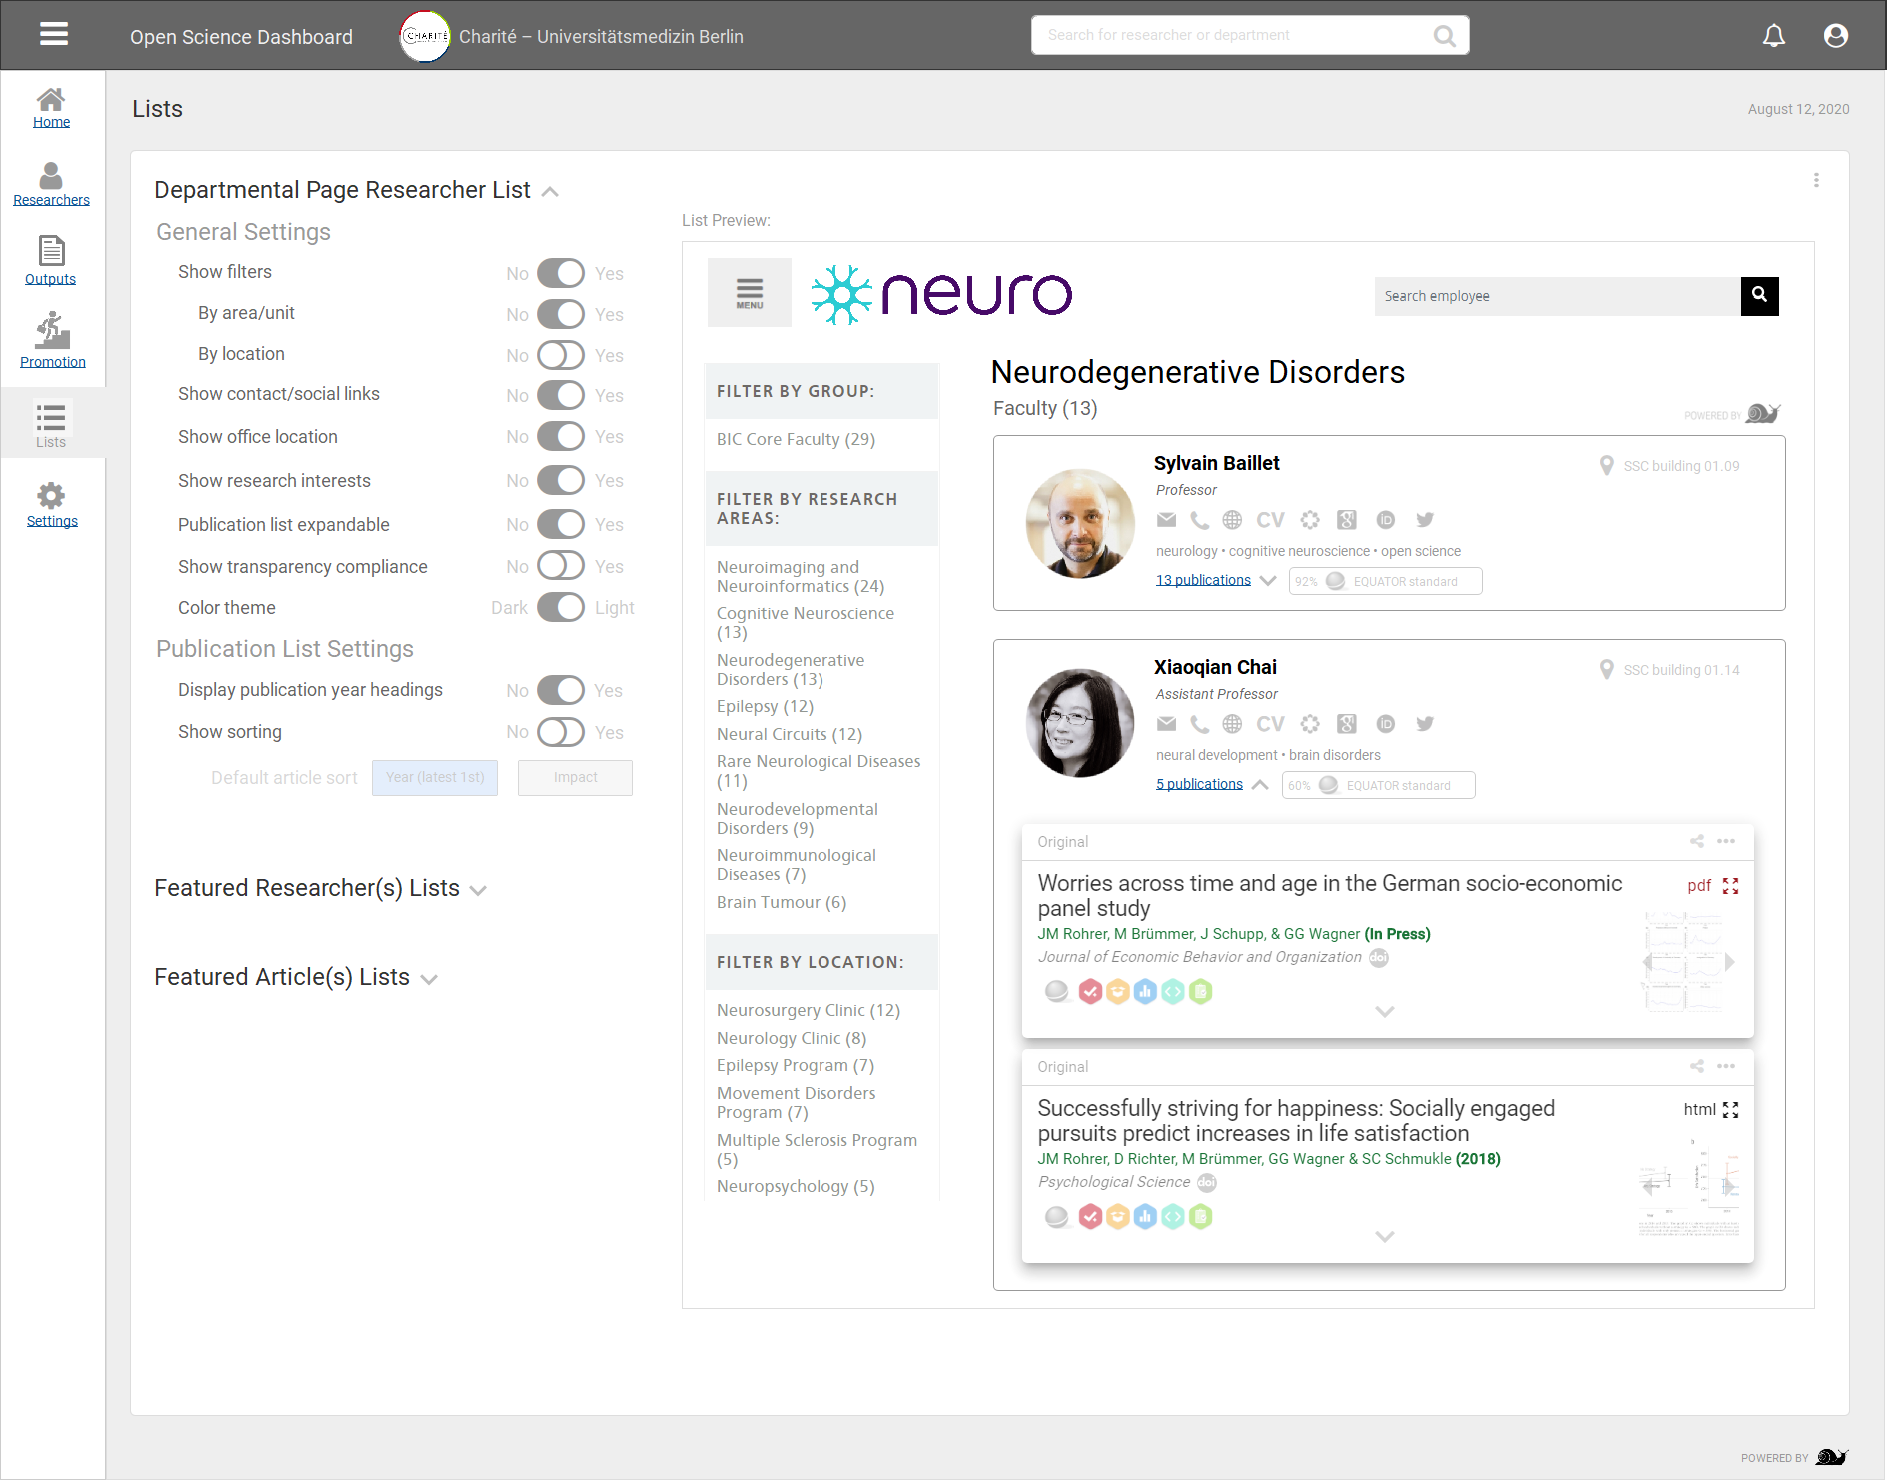 Open Science Dashboard
CHARITÉ
Charité – Universitätsmedizin Berlin
Search for researcher or department
Home
Researchers
Outputs
Promotion
Lists
Settings
Lists
August 12, 2020
Departmental Page Researcher List
General Settings
Show filters No Yes
By area/unit No Yes
By location No Yes
Show contact/social links No Yes
Show office location No Yes
Show research interests No Yes
Publication list expandable No Yes
Show transparency compliance No Yes
Color theme Dark Light
Publication List Settings
Display publication year headings No Yes
Show sorting No Yes
Default article sort Year (latest 1st) Impact
Featured Researcher(s) Lists
Featured Article(s) Lists
List Preview:
MENU
neuro
Search employee
FILTER BY GROUP:
BIC Core Faculty (29)
FILTER BY RESEARCH
AREAS:
Neuroimaging and
Neuroinformatics (24)
Cognitive Neuroscience
(13)
Neurodegenerative
Disorders (13)
Epilepsy (12)
Neural Circuits (12)
Rare Neurological Diseases
(11)
Neurodevelopmental
Disorders (9)
Neuroimmunological
Diseases (7)
Brain Tumour (6)
FILTER BY LOCATION:
Neurosurgery Clinic (12)
Neurology Clinic (8)
Epilepsy Program (7)
Movement Disorders
Program (7)
Multiple Sclerosis Program
(5)
Neuropsychology (5)
Neurodegenerative Disorders
Faculty (13)
POWERED BY
Sylvain Baillet
SSC building 01.09
Professor
CV
iD
neurology • cognitive neuroscience • open science
13 publications
92% EQUATOR standard
Xiaoqian Chai
SSC building 01.14
Assistant Professor
CV
iD
neural development • brain disorders
5 publications
60% EQUATOR standard
Original
Worries across time and age in the German socio-economic
panel study
pdf
JM Rohrer, M Brümmer, J Schupp, & GG Wagner (In Press)
Journal of Economic Behavior and Organization doi
Original
Successfully striving for happiness: Socially engaged
pursuits predict increases in life satisfaction
html
JM Rohrer, D Richter, M Brümmer, GG Wagner & SC Schmukle (2018)
Psychological Science doi
POWERED BY